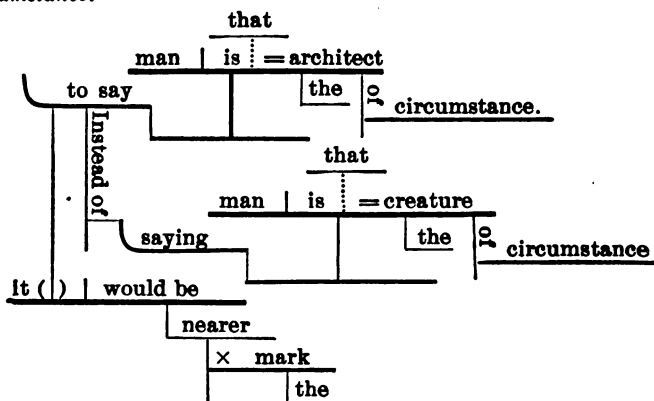 that
man is = architect
the of circumstance.
to say
Instead of
that
man is = creature
the of circumstance
saying
it ( ) would be
nearer
× mark
the